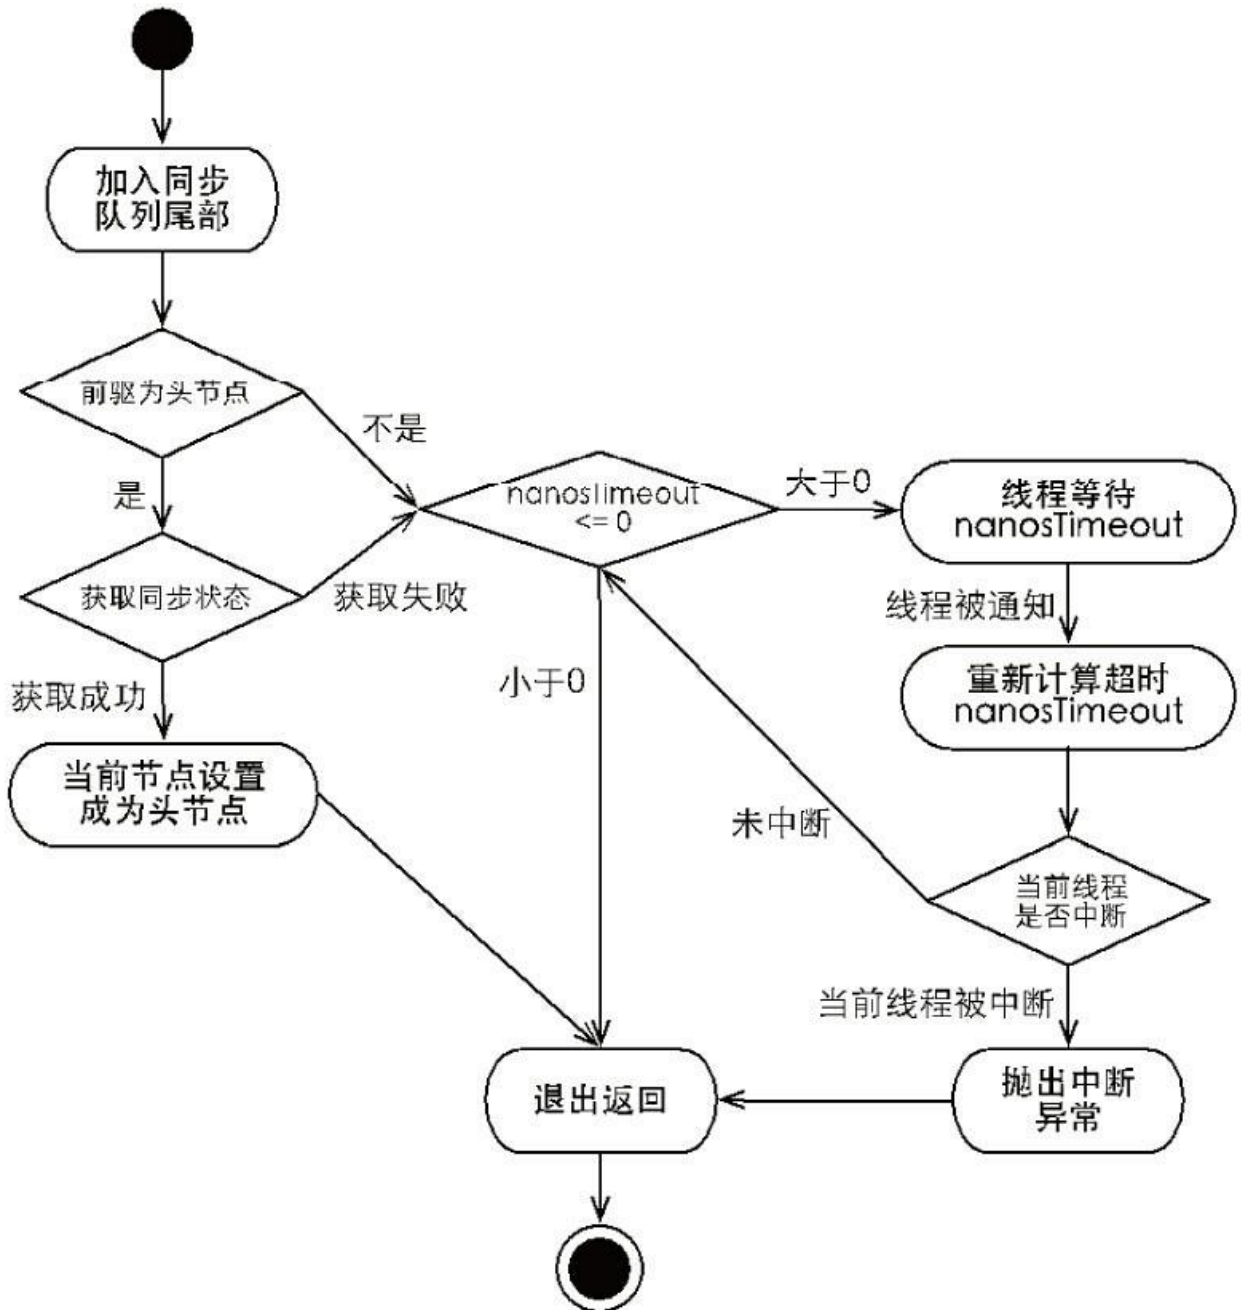 加入同步
队列尾部
前驱为头节点
不是
是
nanosTimeout
<= 0
大于0
线程等待
nanosTimeout
获取同步状态
获取失败
线程被通知
小于0
重新计算超时
nanosTimeout
获取成功
当前节点设置
成为头节点
未中断
当前线程
是否中断
当前线程被中断
退出返回
抛出中断
异常